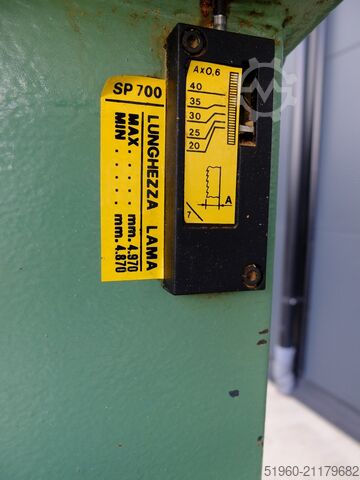 SP 700
LUNGHEZZA LAMA
MAX. . . . . mm. 4.970
MIN . . . . . mm. 4.870
A x 0,6
40
35
30
25
20
A
7
51960-21179682